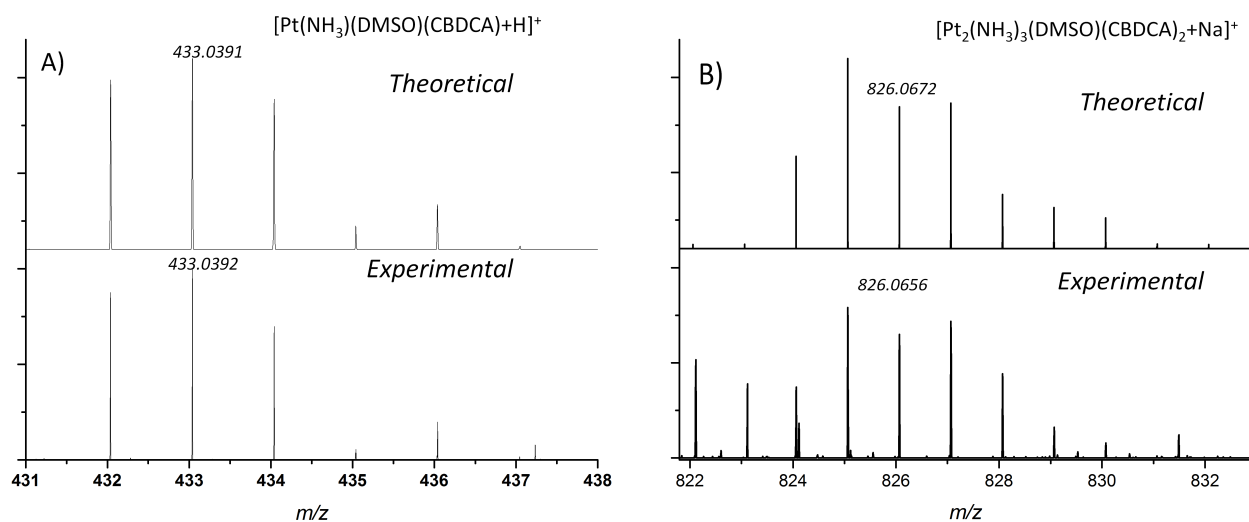 [Pt(NH₃)(DMSO)(CBDCA)+H]⁺
A)
433.0391
Theoretical
433.0392
Experimental
431 432 433 434 435 436 437 438
m/z
[Pt₂(NH₃)₃(DMSO)(CBDCA)₂+Na]⁺
B)
826.0672
Theoretical
826.0656
Experimental
822 824 826 828 830 832
m/z